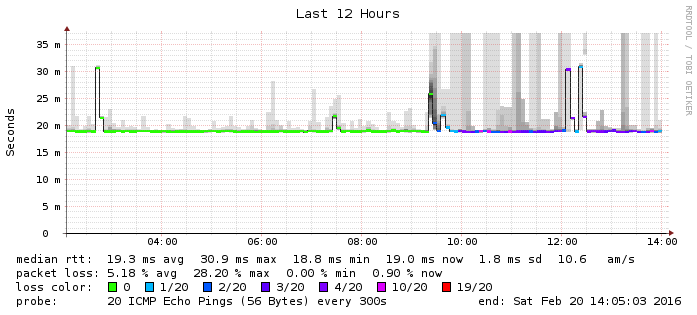 Last 12 Hours
RRDTOOL / TOBI OETIKER
Seconds
35 m
30 m
25 m
20 m
15 m
10 m
5 m
0
04:00 06:00 08:00 10:00 12:00 14:00
median rtt: 19.3 ms avg 30.9 ms max 18.8 ms min 19.0 ms now 1.8 ms sd 10.6 am/s
packet loss: 5.18 % avg 28.20 % max 0.00 % min 0.90 % now
loss color: 0 1/20 2/20 3/20 4/20 10/20 19/20
probe: 20 ICMP Echo Pings (56 Bytes) every 300s end: Sat Feb 20 14:05:03 2016